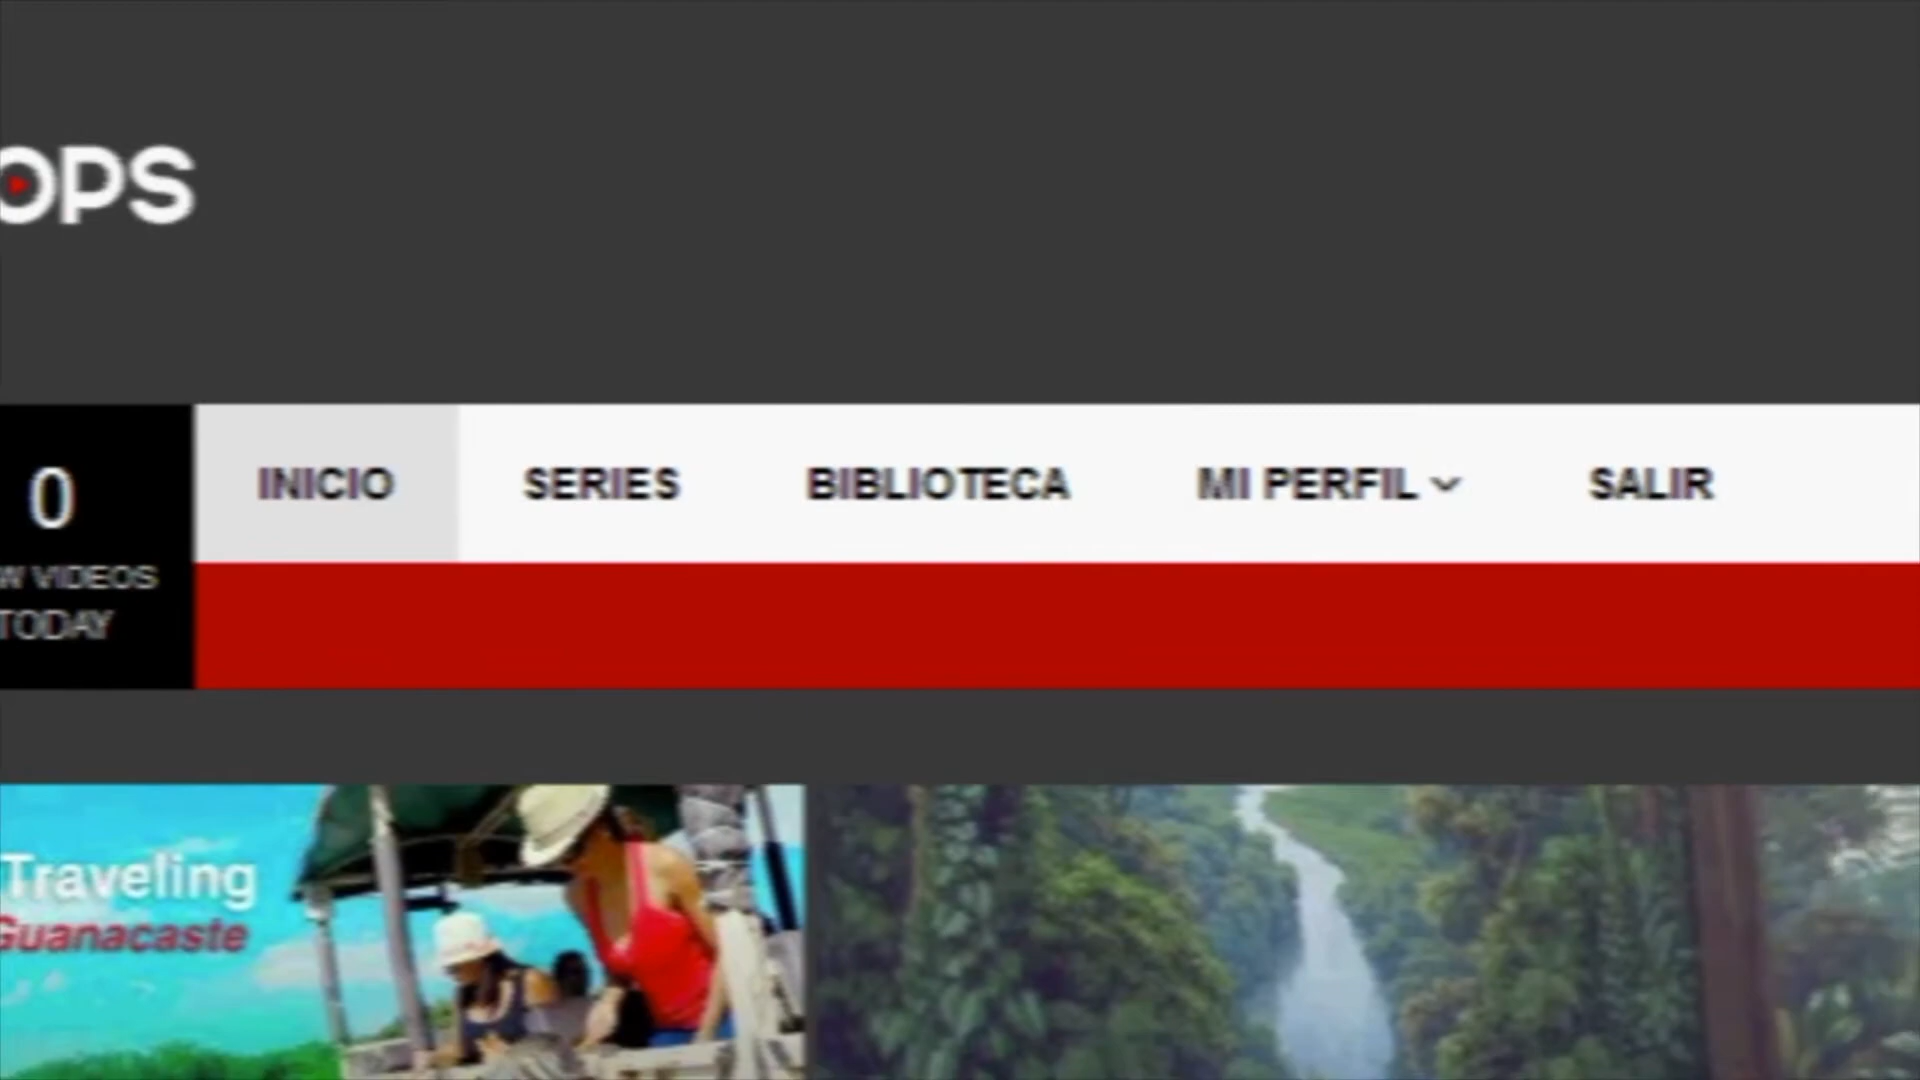 OPS
INICIO SERIES BIBLIOTECA MI PERFIL SALIR
0
W VIDEOS
TODAY
Traveling
Guanacaste